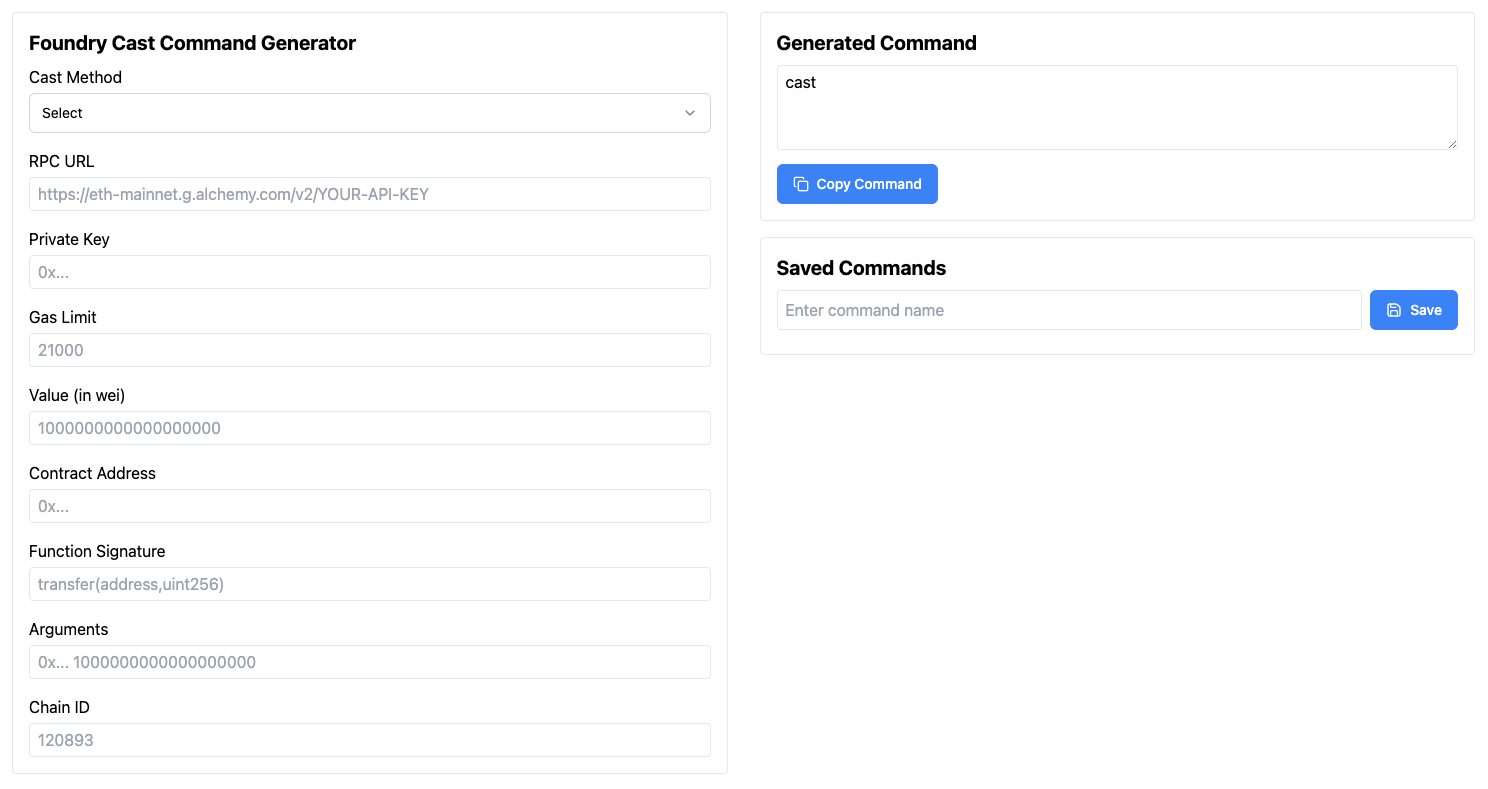 Foundry Cast Command Generator
Cast Method
Select
RPC URL
https://eth-mainnet.g.alchemy.com/v2/YOUR-API-KEY
Private Key
0x...
Gas Limit
21000
Value (in wei)
1000000000000000000
Contract Address
0x...
Function Signature
transfer(address,uint256)
Arguments
0x... 1000000000000000000
Chain ID
120893
Generated Command
cast
Copy Command
Saved Commands
Enter command name
Save